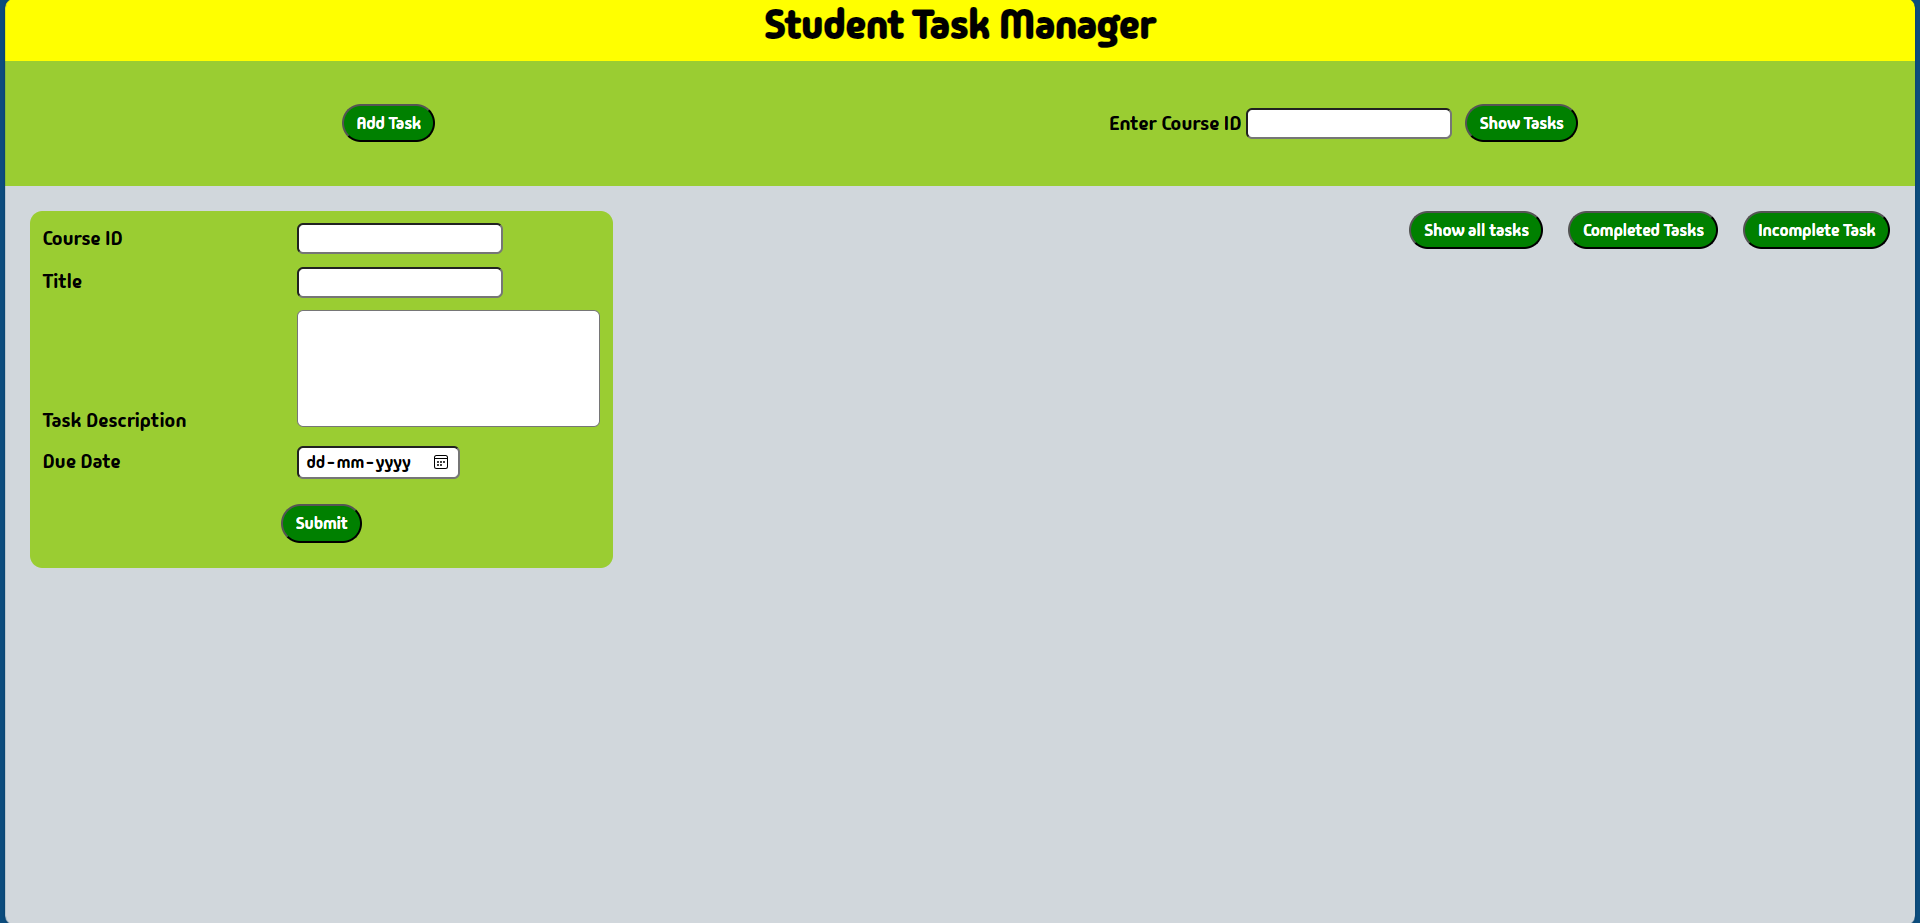 Student Task Manager
Add Task
Enter Course ID
Show Tasks
Course ID
Title
Task Description
Due Date
dd-mm-yyyy
Submit
Show all tasks
Completed Tasks
Incomplete Task